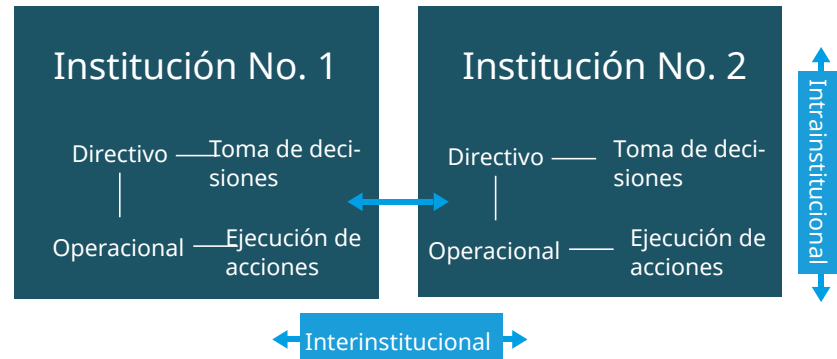 Institución No. 1
Directivo
Toma de deci-
siones
Operacional
Ejecución de
acciones
Institución No. 2
Directivo
Toma de deci-
siones
Operacional
Ejecución de
acciones
Intrainstitucional
Interinstitucional